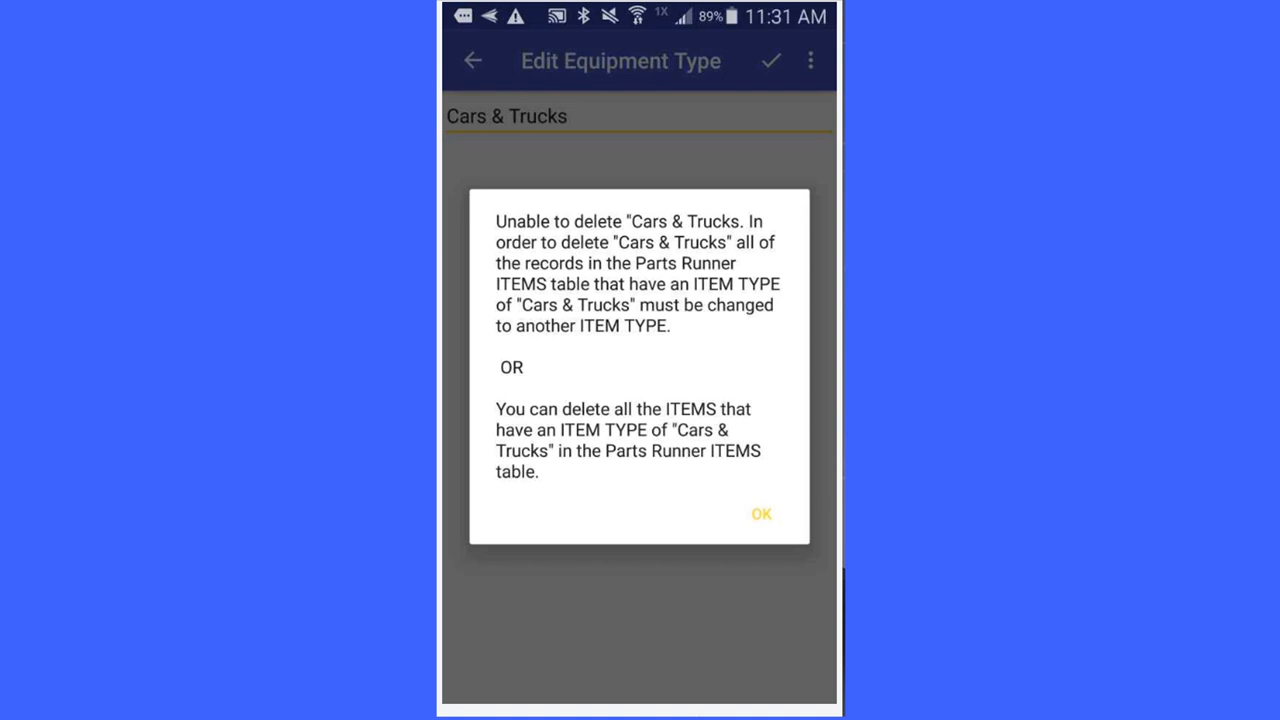 1X 89% 11:31 AM
Edit Equipment Type
Cars & Trucks
Unable to delete "Cars & Trucks. In
order to delete "Cars & Trucks" all of
the records in the Parts Runner
ITEMS table that have an ITEM TYPE
of "Cars & Trucks" must be changed
to another ITEM TYPE.
OR
You can delete all the ITEMS that
have an ITEM TYPE of "Cars &
Trucks" in the Parts Runner ITEMS
table.
OK